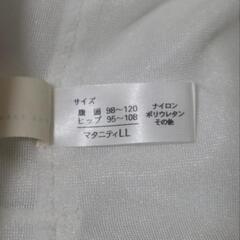 サイズ
腹囲 98～120
ヒップ 95～108
マタニティLL
ナイロン
ポリウレタン
その他